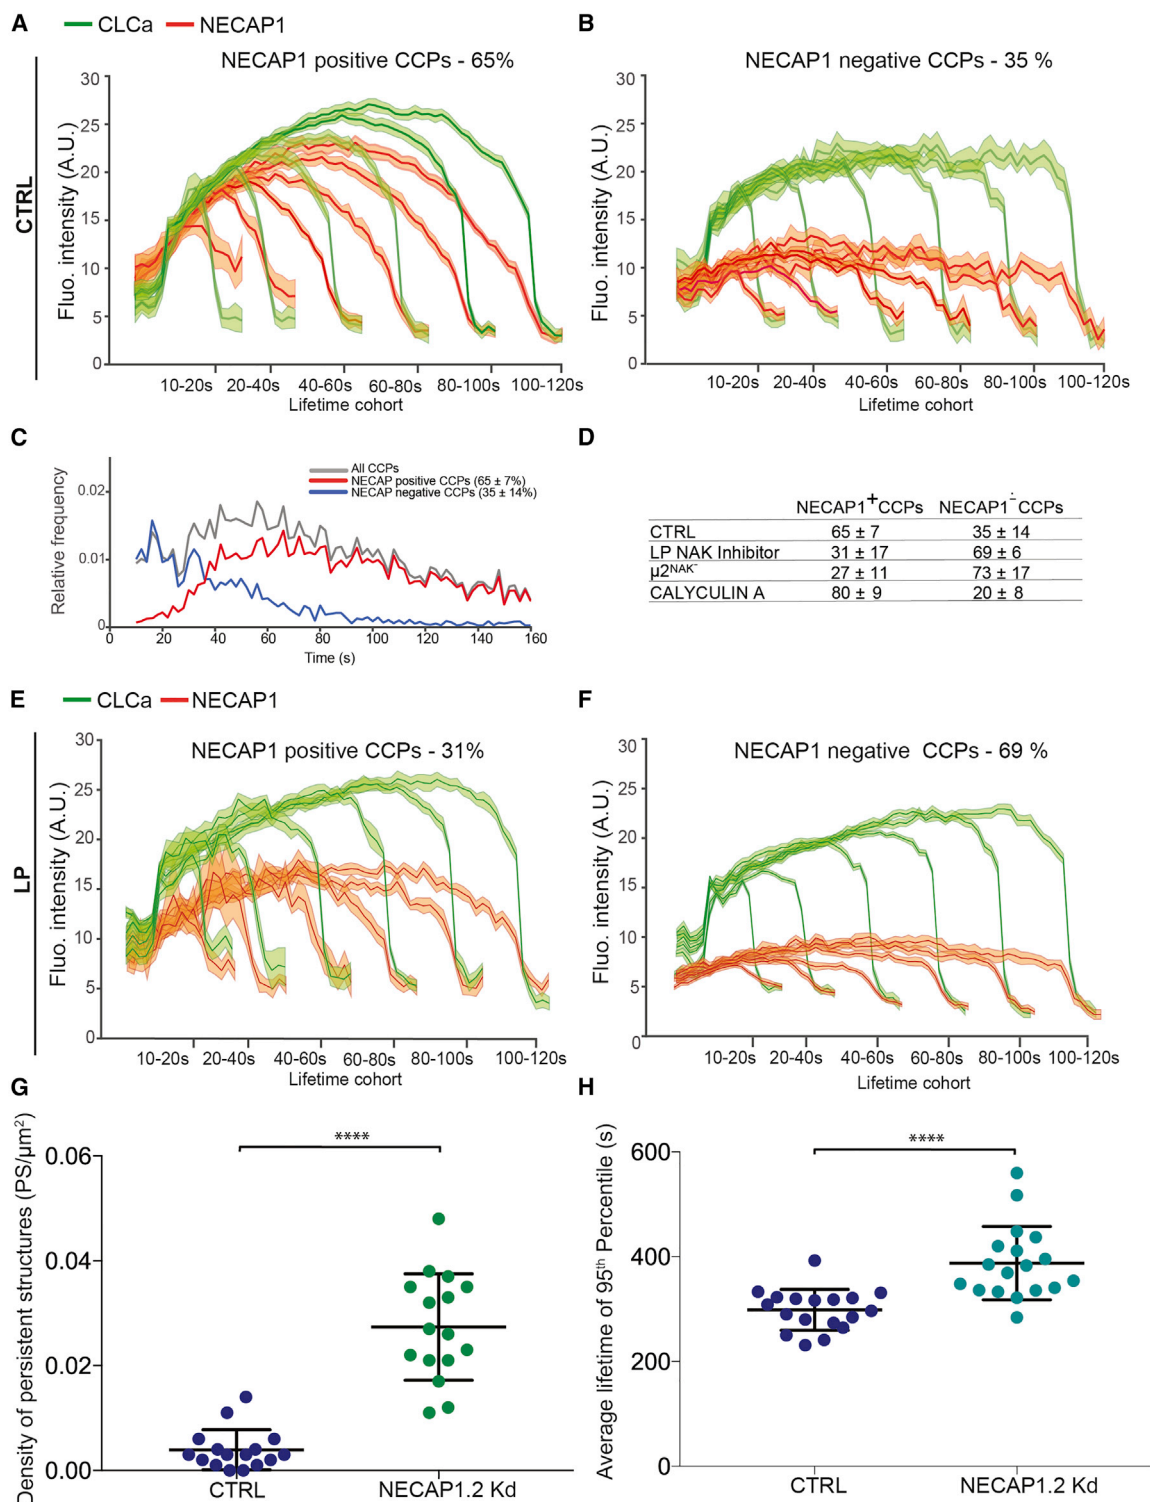 A
CLCa NECAP1
NECAP1 positive CCPs - 65%
CTRL
Fluo. intensity (A.U.)
30
25
20
15
10
5
0
10-20s 20-40s 40-60s 60-80s 80-100s 100-120s
Lifetime cohort
B
NECAP1 negative CCPs - 35 %
Fluo. intensity (A.U.)
30
25
20
15
10
5
0
10-20s 20-40s 40-60s 60-80s 80-100s 100-120s
Lifetime cohort
C
Relative frequency
0.02
0.01
0
All CCPs
NECAP positive CCPs (65 ± 7%)
NECAP negative CCPs (35 ± 14%)
0 20 40 60 80 100 120 140 160
Time (s)
D
NECAP1+CCPs NECAP1-CCPs
CTRL 65 ± 7 35 ± 14
LP NAK Inhibitor 31 ± 17 69 ± 6
µ2NAK- 27 ± 11 73 ± 17
CALYCULIN A 80 ± 9 20 ± 8
E
CLCa NECAP1
NECAP1 positive CCPs - 31%
LP
Fluo. intensity (A.U.)
30
25
20
15
10
5
0
10-20s 20-40s 40-60s 60-80s 80-100s 100-120s
Lifetime cohort
F
NECAP1 negative CCPs - 69 %
Fluo. intensity (A.U.)
30
25
20
15
10
5
0
10-20s 20-40s 40-60s 60-80s 80-100s 100-120s
Lifetime cohort
G
Density of persistent structures (PS/µm²)
0.06
0.04
0.02
0.00
****
CTRL NECAP1.2 Kd
H
Average lifetime of 95th Percentile (s)
600
400
200
0
****
CTRL NECAP1.2 Kd